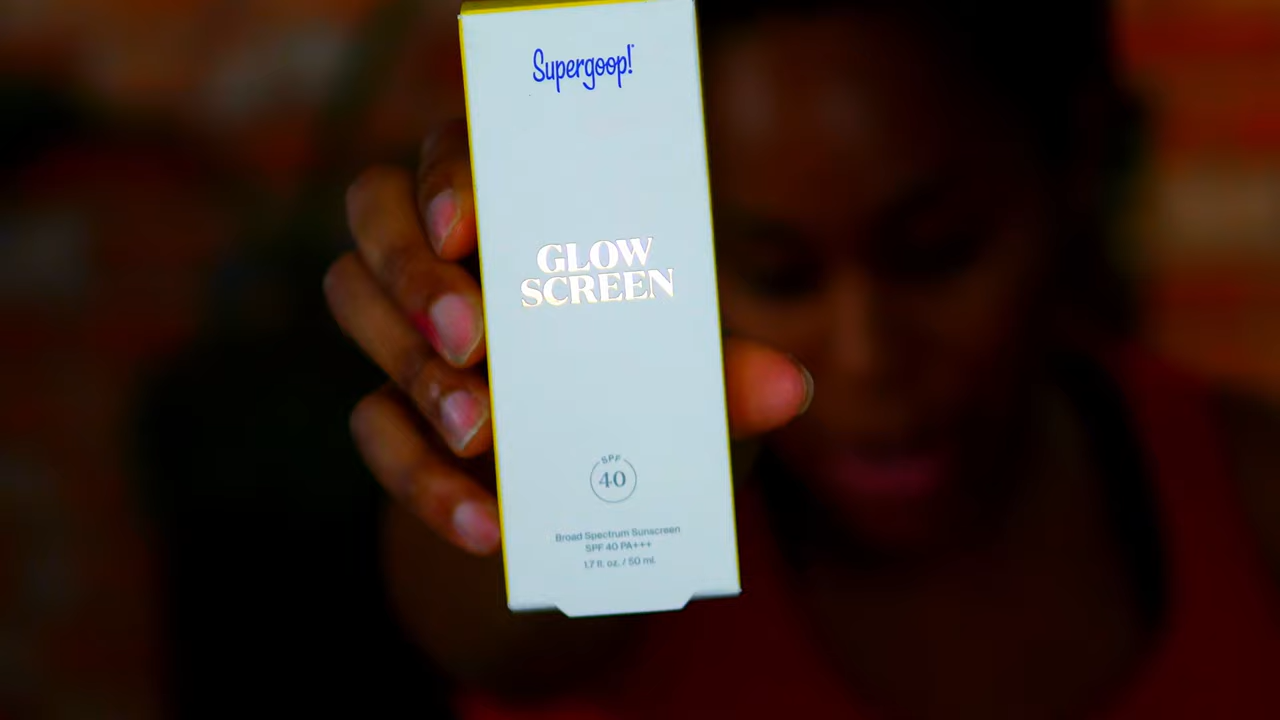 Supergoop!
GLOW
SCREEN
SPF
40
Broad Spectrum Sunscreen
SPF 40 PA+++
1.7 fl. oz. / 50 ml